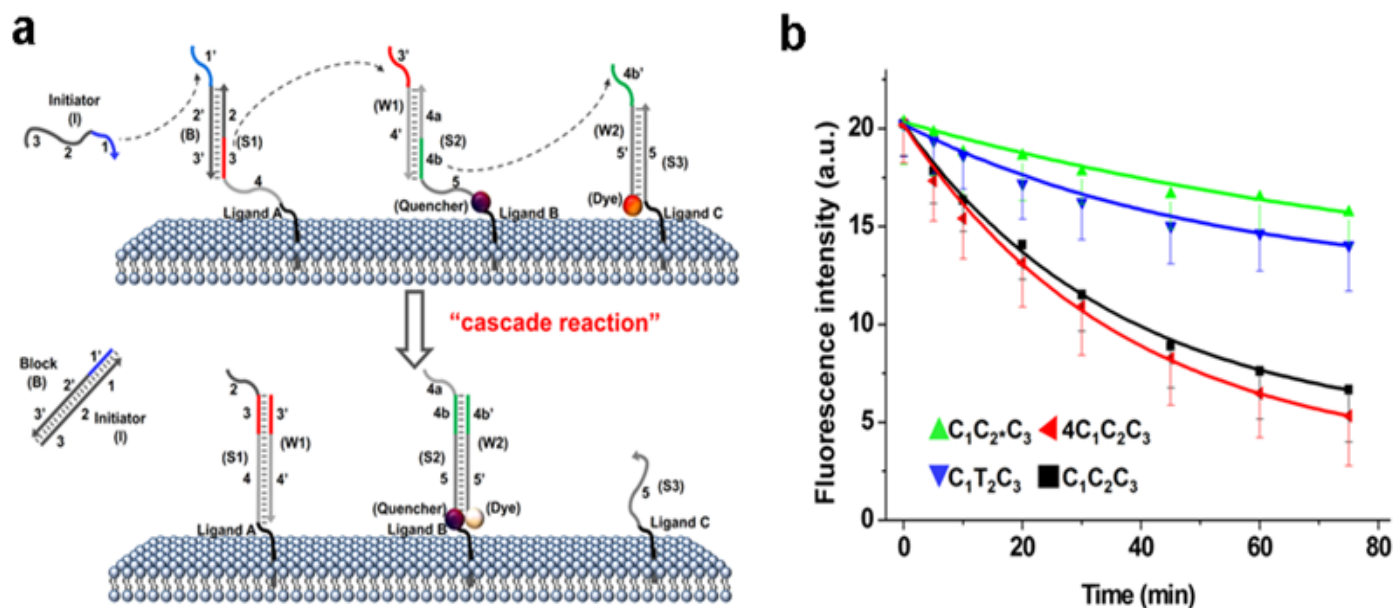 a
1'
Initiator
(I)
3
2
1
2'
2
(B)
(S1)
3'
3
4
Ligand A
3'
(W1)
4a
4'
(S2)
4b
5
(Quencher)
Ligand B
4b'
(W2)
5'
5
(S3)
(Dye)
Ligand C
"cascade reaction"
Block
(B)
1'
2'
1
3'
2
Initiator
(I)
3
2
3
3'
(W1)
(S1)
4
4'
Ligand A
4a
4b
4b'
(W2)
(S2)
5
5'
(Quencher)
(Dye)
Ligand B
5
(S3)
Ligand C
b
Fluorescence intensity (a.u.)
20
15
10
5
0
C₁C₂*C₃
4C₁C₂C₃
C₁T₂C₃
C₁C₂C₃
0
20
40
60
80
Time (min)